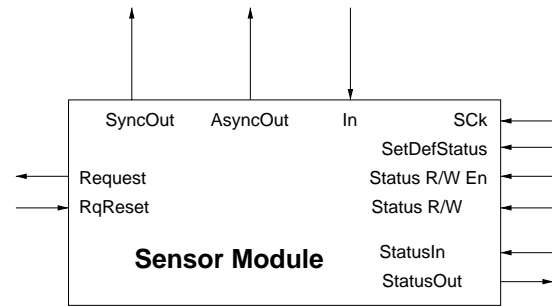 SyncOut AsyncOut In SCk
SetDefStatus
Request Status R/W En
RqReset Status R/W
Sensor Module StatusIn
StatusOut